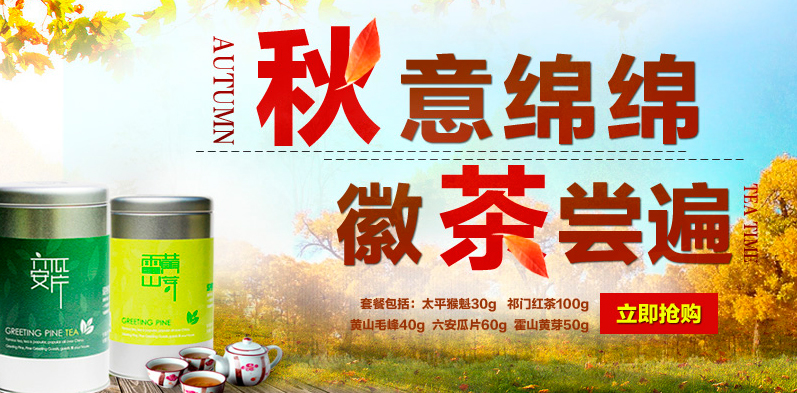 AUTUMN
秋意绵绵
徽茶尝遍
TEA TIME
套餐包括：太平猴魁30g 祁门红茶100g
黄山毛峰40g 六安瓜片60g 霍山黄芽50g
立即抢购
六安瓜片
GREETING PINE TEA
霍山黄芽
GREETING PINE